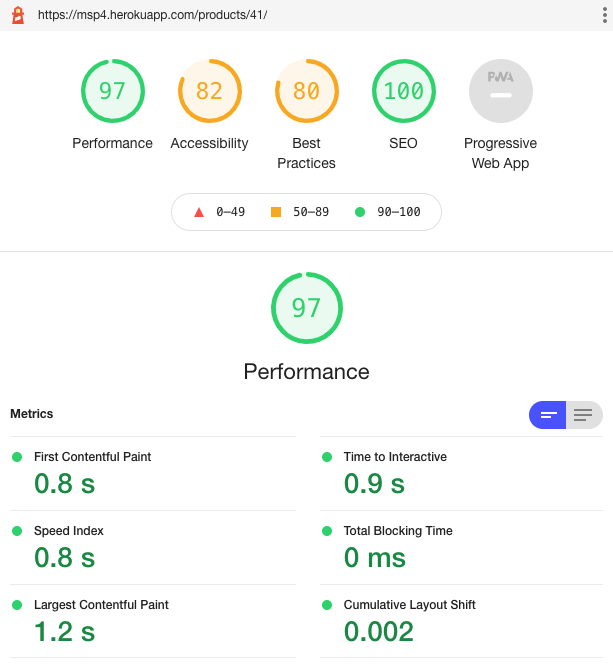 https://msp4.herokuapp.com/products/41/
97 82 80 100 PWA
Performance Accessibility Best Practices SEO Progressive Web App
0–49 50–89 90–100
97
Performance
Metrics
First Contentful Paint
0.8 s
Time to Interactive
0.9 s
Speed Index
0.8 s
Total Blocking Time
0 ms
Largest Contentful Paint
1.2 s
Cumulative Layout Shift
0.002